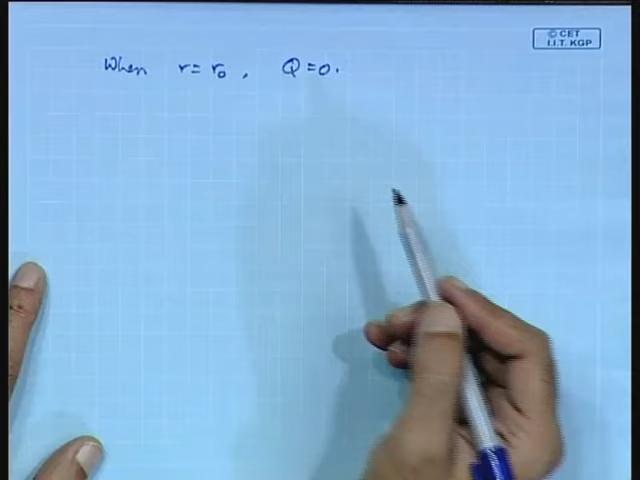 © CET
I.I.T. KGP
When r = r₀ , Q = 0.